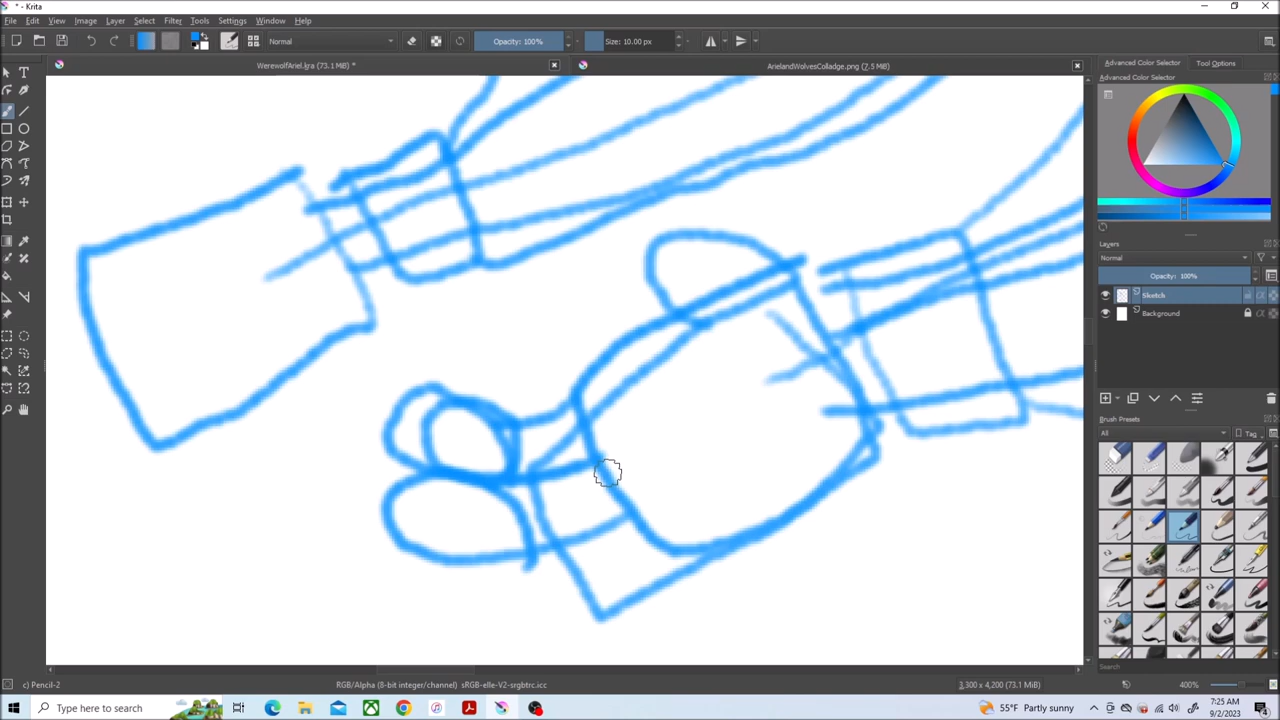 * - Krita
File Edit View Image Layer Select Filter Tools Settings Window Help
Normal Opacity: 100% Size: 10.00 px
WerewolfAriel.kra (73.1 MiB) * ArielandWolvesColladge.png (7.5 MiB)
Advanced Color Selector Tool Options
Advanced Color Selector
Layers
Normal
Opacity: 100%
Sketch
Background
Brush Presets
All Tag
Search
c) Pencil-2 RGB/Alpha (8-bit integer/channel) sRGB-elle-V2-srgbtrc.icc 3,300 x 4,200 (73.1 MiB) 400%
Type here to search 55°F Partly sunny 7:25 AM
9/2/2023 4